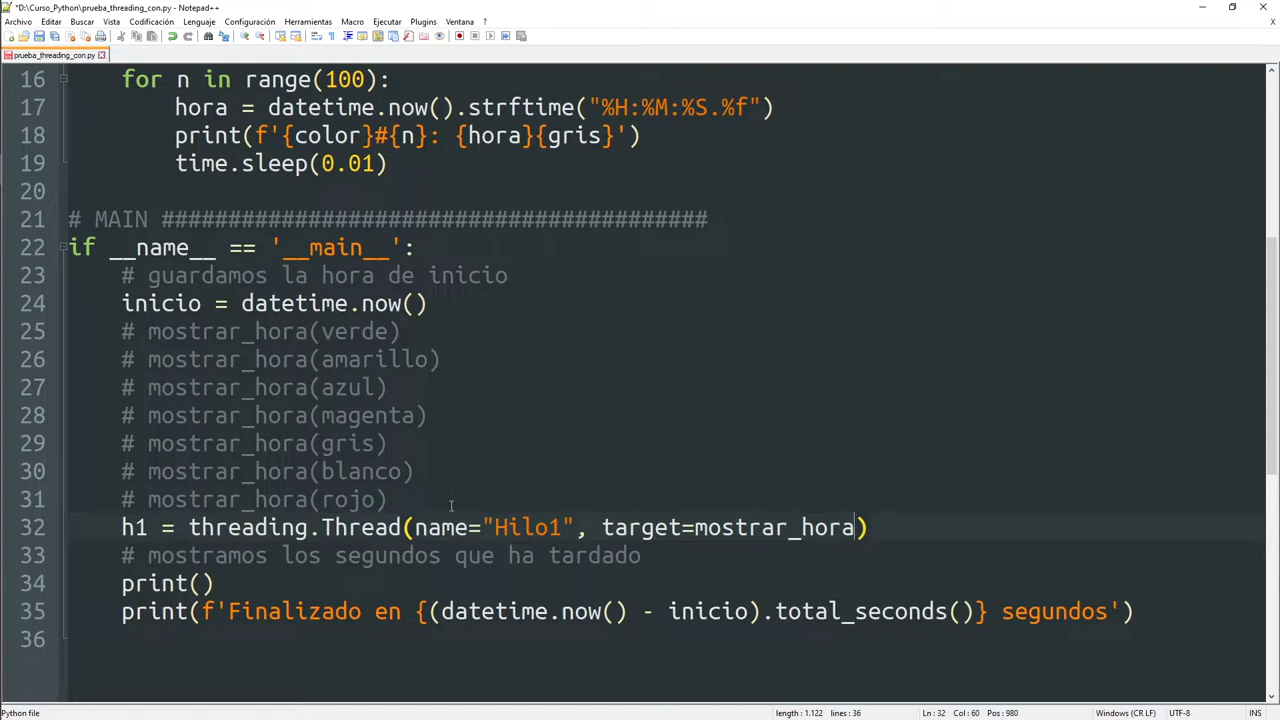 *D:\Curso_Python\prueba_threading_con.py - Notepad++
Archivo Editar Buscar Vista Codificación Lenguaje Configuración Herramientas Macro Ejecutar Plugins Ventana ?
prueba_threading_con.py
16 for n in range(100):
17 hora = datetime.now().strftime("%H:%M:%S.%f")
18 print(f'{color}#{n}: {hora}{gris}')
19 time.sleep(0.01)
20
21 # MAIN #########################################
22 if __name__ == '__main__':
23 # guardamos la hora de inicio
24 inicio = datetime.now()
25 # mostrar_hora(verde)
26 # mostrar_hora(amarillo)
27 # mostrar_hora(azul)
28 # mostrar_hora(magenta)
29 # mostrar_hora(gris)
30 # mostrar_hora(blanco)
31 # mostrar_hora(rojo)
32 h1 = threading.Thread(name="Hilo1", target=mostrar_hora)
33 # mostramos los segundos que ha tardado
34 print()
35 print(f'Finalizado en {(datetime.now() - inicio).total_seconds()} segundos')
36
Python file length : 1.122 lines : 36 Ln : 32 Col : 60 Pos : 980 Windows (CR LF) UTF-8 INS